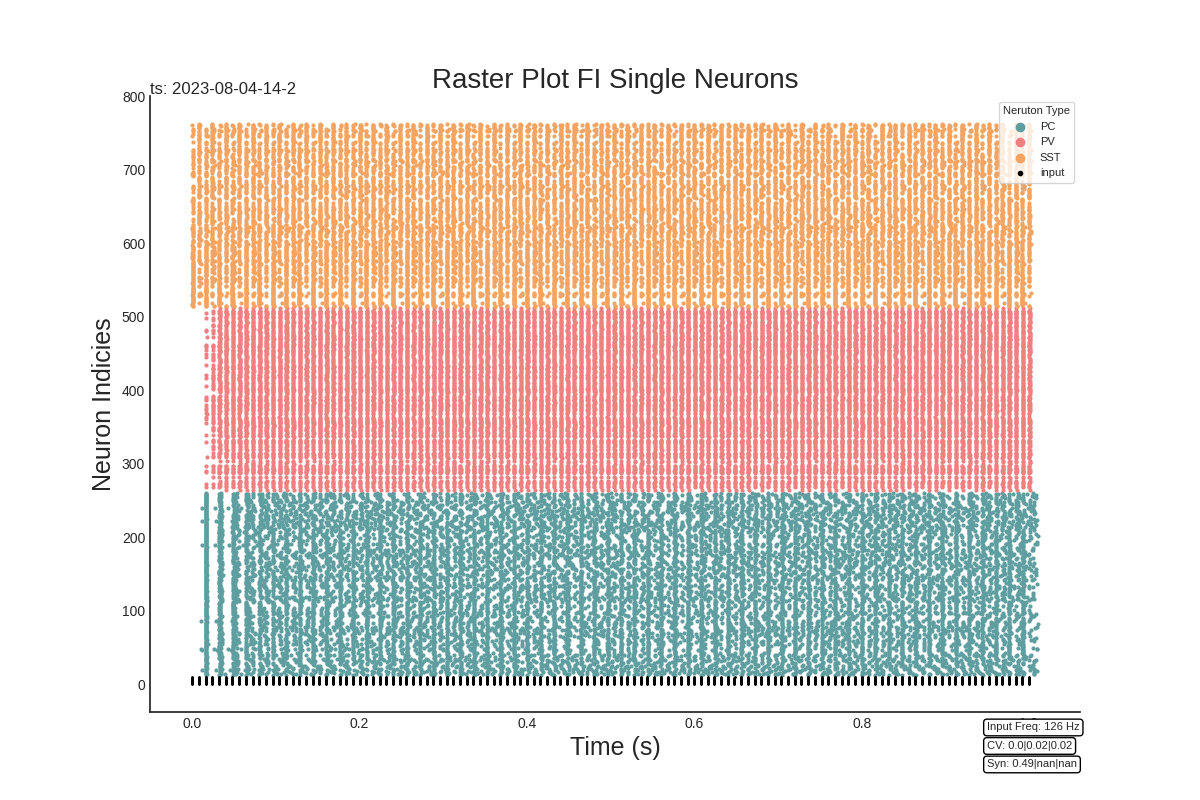 Raster Plot FI Single Neurons
ts: 2023-08-04-14-2
800
700
600
500
400
300
200
100
0
Neuron Indicies
Neruton Type
PC
PV
SST
input
0.0
0.2
0.4
0.6
0.8
Time (s)
Input Freq: 126 Hz
CV: 0.0|0.02|0.02
Syn: 0.49|nan|nan